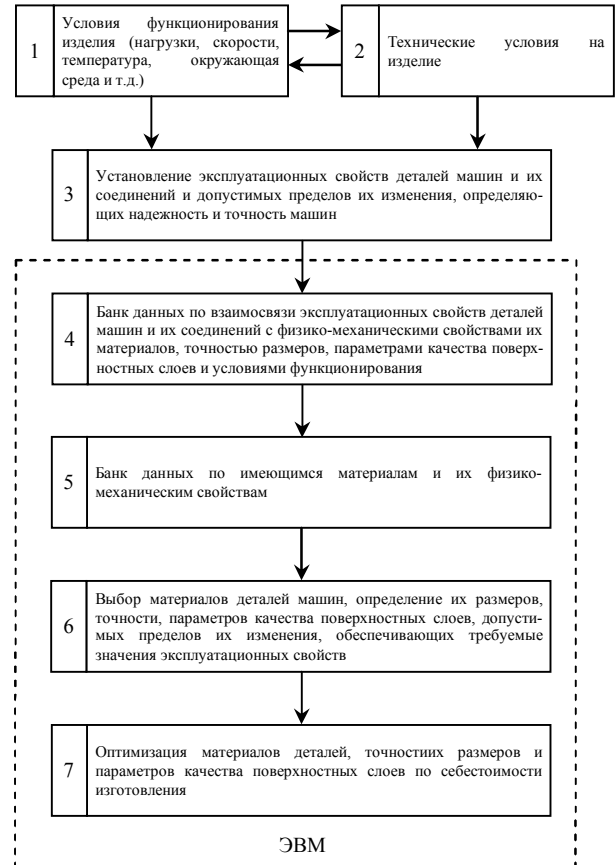 1
Условия функционирования
изделия (нагрузки, скорости,
температура, окружающая
среда и т.д.)
2
Технические условия на
изделие
3
Установление эксплуатационных свойств деталей машин и их
соединений и допустимых пределов их изменения, определяю-
щих надежность и точность машин
4
Банк данных по взаимосвязи эксплуатационных свойств деталей
машин и их соединений с физико-механическими свойствами их
материалов, точностью размеров, параметрами качества поверх-
ностных слоев и условиями функционирования
5
Банк данных по имеющимся материалам и их физико-
механическим свойствам
6
Выбор материалов деталей машин, определение их размеров,
точности, параметров качества поверхностных слоев, допусти-
мых пределов их изменения, обеспечивающих требуемые
значения эксплуатационных свойств
7
Оптимизация материалов деталей, точностиих размеров и
параметров качества поверхностных слоев по себестоимости
изготовления
ЭВМ